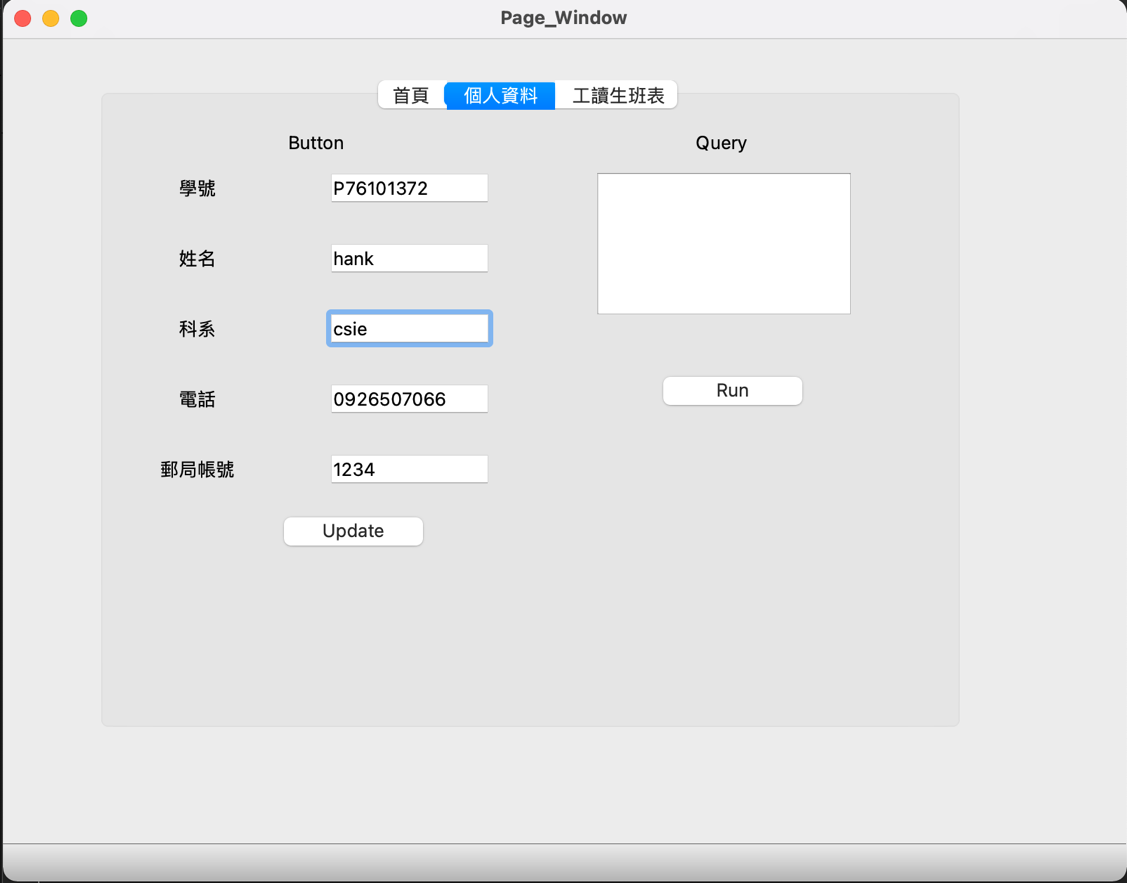 Page_Window
首頁 個人資料 工讀生班表
Button Query
學號 P76101372
姓名 hank
科系 csie
電話 0926507066
Run
郵局帳號 1234
Update